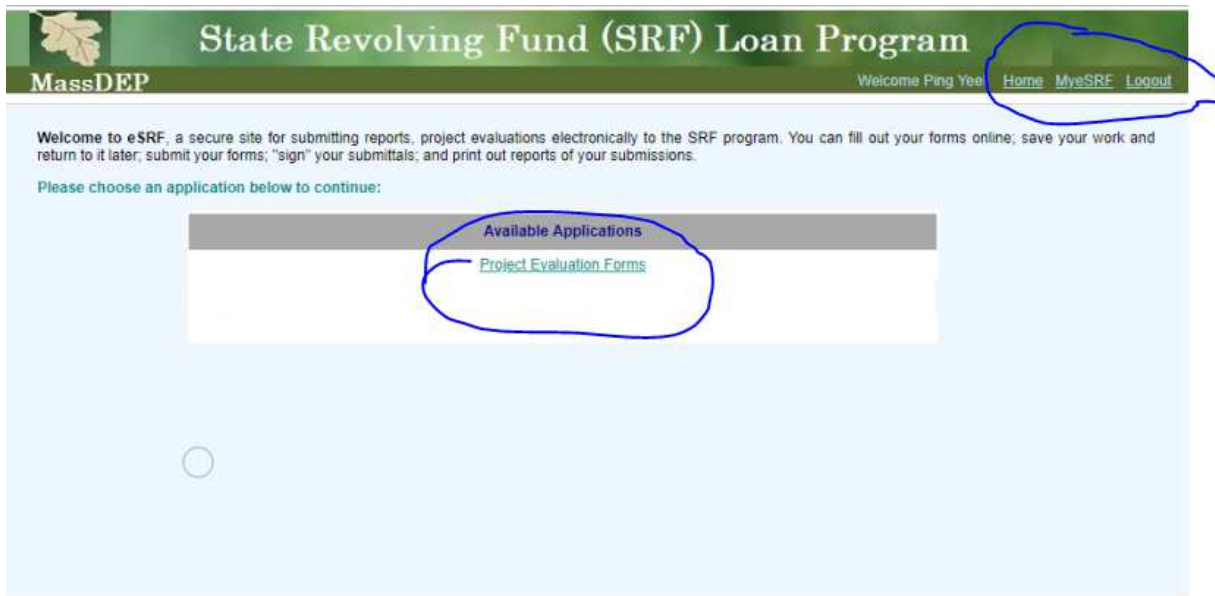 State Revolving Fund (SRF) Loan Program
MassDEP
Welcome Ping Yee Home MyeSRF Logout
Welcome to eSRF, a secure site for submitting reports, project evaluations electronically to the SRF program. You can fill out your forms online; save your work and
return to it later; submit your forms; "sign" your submittals; and print out reports of your submissions.
Please choose an application below to continue:
Available Applications
Project Evaluation Forms